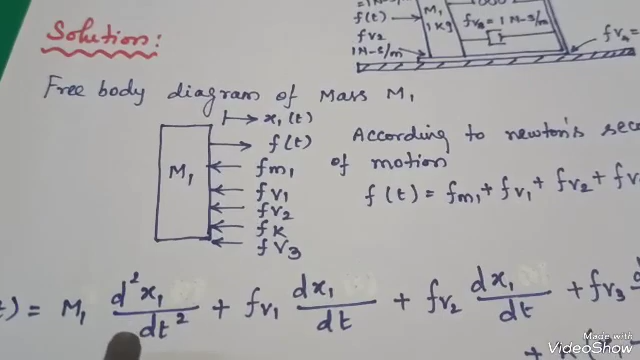 Solution:
f(t)
M₁
1 kg
fv₃ = 1 N-s/m
fv₂
1N-s/m
fv₄ =
Free body diagram of Mass M₁
x₁(t)
f(t)
M₁
fm₁
fv₁
fv₂
fk
fv₃
According to newton's
of motion
f(t) = fm₁ + fv₁ + fv₂ +
= M₁ d²x₁/dt² + fv₁ dx₁/dt + fv₂ dx₁/dt + fv₃
Made With
VideoShow